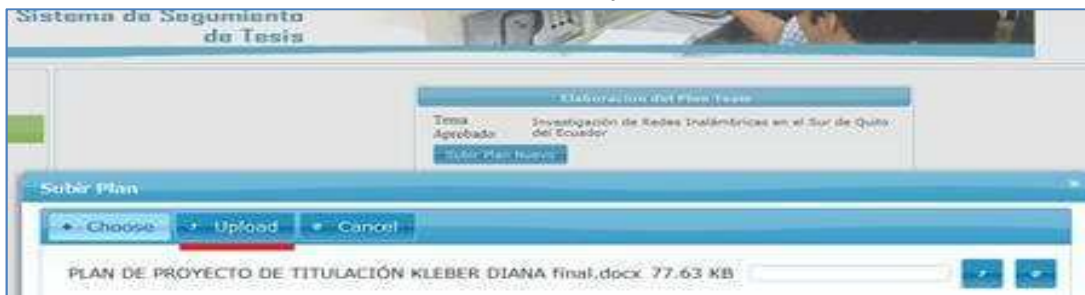 Sistema de Seguimiento
de Tesis
Elaboracion del Plan Tesis
Tema
Aprobado:
Investigación de Redes Inalámbricas en el Sur de Quito
del Ecuador
Subir Plan Nuevo
Subir Plan
Choose
Upload
Cancel
PLAN DE PROYECTO DE TITULACIÓN KLEBER DIANA final.docx 77.63 KB